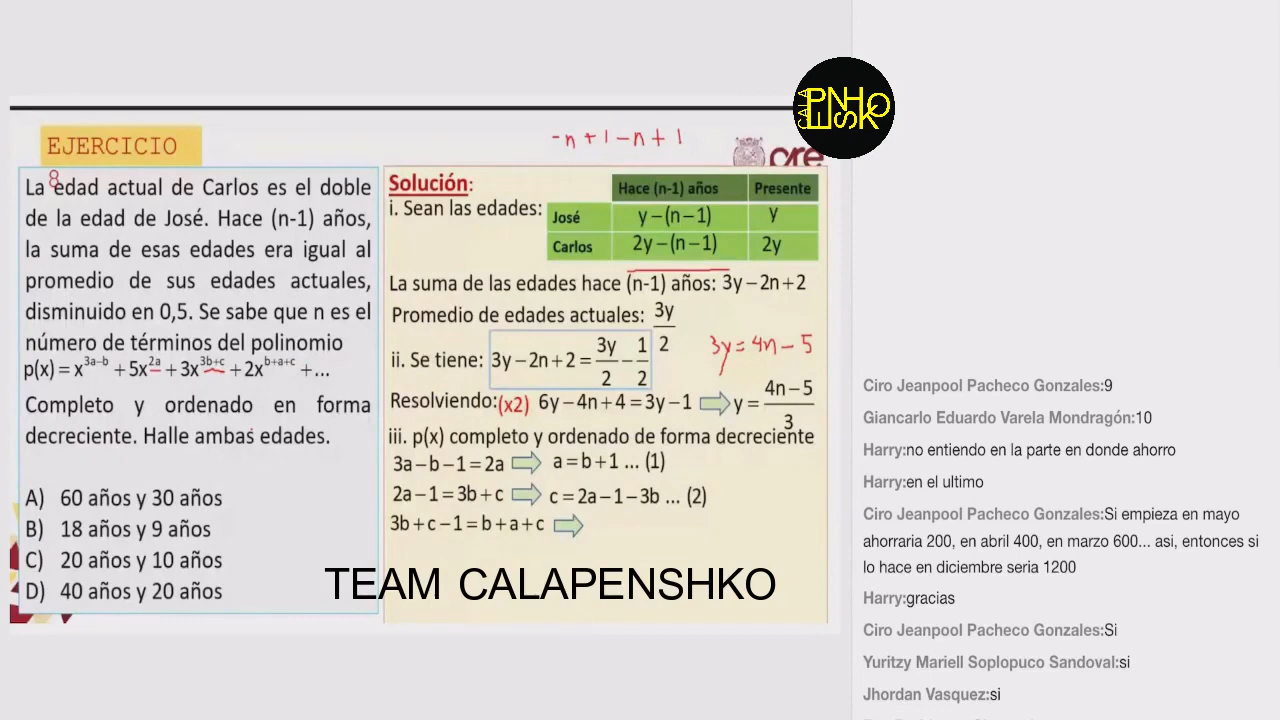 CALA
PENHSKO
-n+1-n+1
EJERCICIO
cre
8
La edad actual de Carlos es el doble
de la edad de José. Hace (n-1) años,
la suma de esas edades era igual al
promedio de sus edades actuales,
disminuido en 0,5. Se sabe que n es el
número de términos del polinomio
p(x) = x^3a−b + 5x^2a + 3x^3b+c + 2x^b+a+c + ...
Completo y ordenado en forma
decreciente. Halle ambas edades.
A) 60 años y 30 años
B) 18 años y 9 años
C) 20 años y 10 años
D) 40 años y 20 años
Solución:
i. Sean las edades:
Hace (n-1) años Presente
José y−(n−1) y
Carlos 2y−(n−1) 2y
La suma de las edades hace (n-1) años: 3y−2n+2
Promedio de edades actuales: 3y/2
ii. Se tiene: 3y−2n+2 = 3y/2 − 1/2
3y = 4n − 5
Resolviendo:(x2) 6y−4n+4=3y−1 ⇒ y = 4n−5/3
iii. p(x) completo y ordenado de forma decreciente
3a−b−1=2a ⇒ a=b+1 ... (1)
2a−1=3b+c ⇒ c=2a−1−3b ... (2)
3b+c−1=b+a+c ⇒
TEAM CALAPENSHKO
Ciro Jeanpool Pacheco Gonzales:9
Giancarlo Eduardo Varela Mondragón:10
Harry:no entiendo en la parte en donde ahorro
Harry:en el ultimo
Ciro Jeanpool Pacheco Gonzales:Si empieza en mayo
ahorraria 200, en abril 400, en marzo 600... asi, entonces si
lo hace en diciembre seria 1200
Harry:gracias
Ciro Jeanpool Pacheco Gonzales:Si
Yuritzy Mariell Soplopuco Sandoval:si
Jhordan Vasquez:si